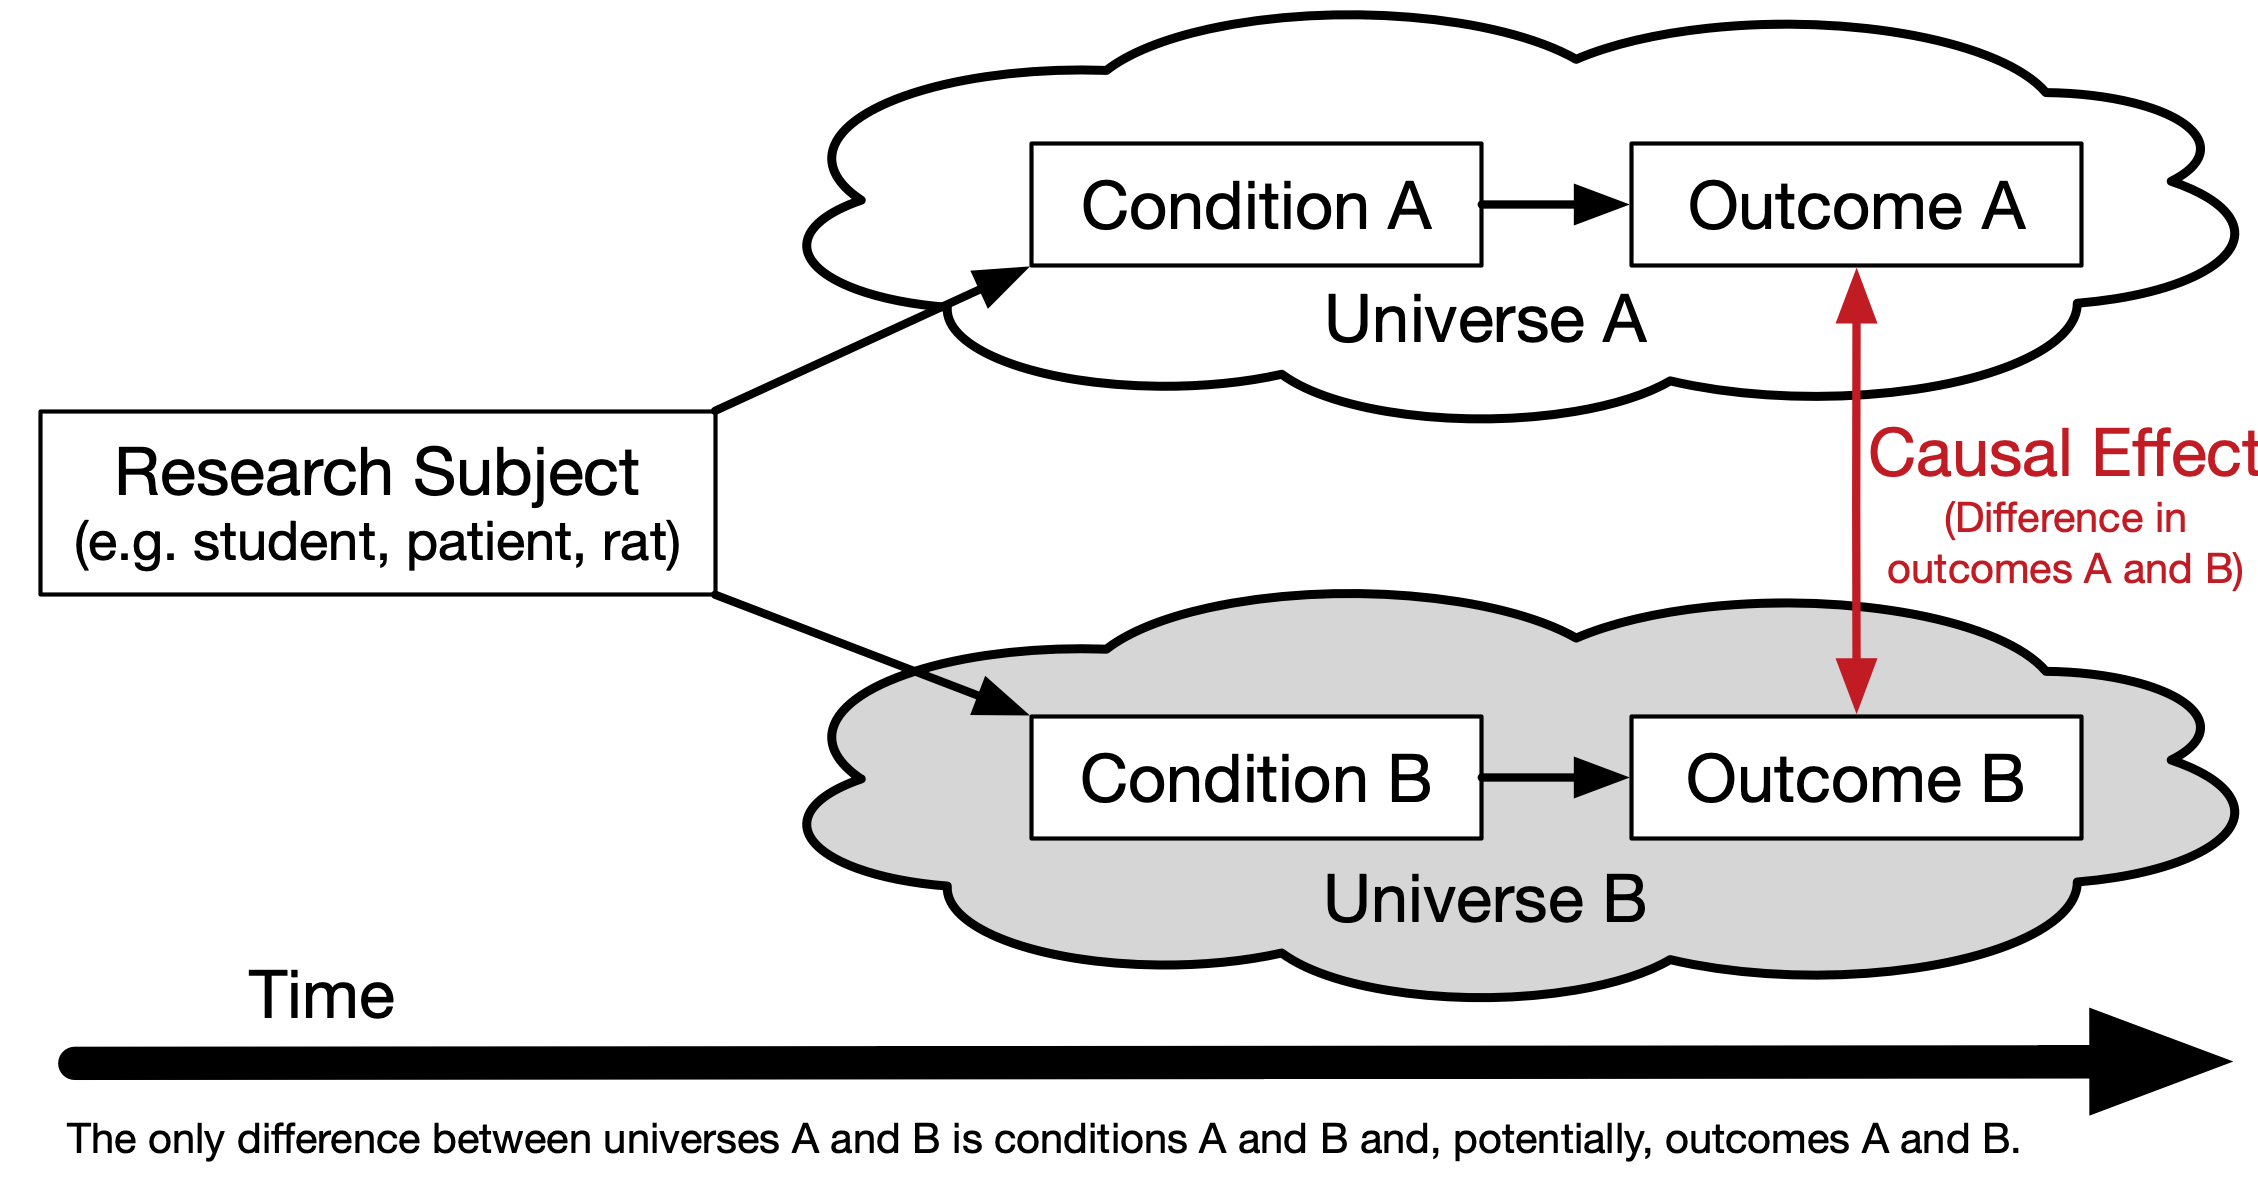 Condition A
Outcome A
Universe A
Research Subject
(e.g. student, patient, rat)
Causal Effect
(Difference in
outcomes A and B)
Condition B
Outcome B
Universe B
Time
The only difference between universes A and B is conditions A and B and, potentially, outcomes A and B.